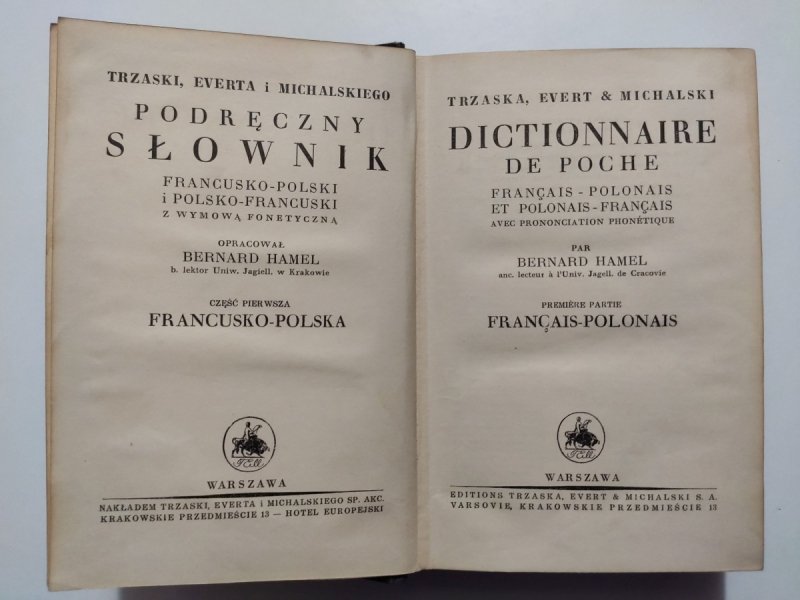 TRZASKI, EVERTA i MICHALSKIEGO
PODRĘCZNY
SŁOWNIK
FRANCUSKO-POLSKI
i POLSKO-FRANCUSKI
Z WYMOWĄ FONETYCZNĄ
OPRACOWAŁ
BERNARD HAMEL
b. lektor Uniw. Jagiell. w Krakowie
CZĘŚĆ PIERWSZA
FRANCUSKO-POLSKA
TEM
WARSZAWA
NAKŁADEM TRZASKI, EVERTA i MICHALSKIEGO SP. AKC.
KRAKOWSKIE PRZEDMIEŚCIE 13 — HOTEL EUROPEJSKI
TRZASKA, EVERT & MICHALSKI
DICTIONNAIRE
DE POCHE
FRANÇAIS - POLONAIS
ET POLONAIS-FRANÇAIS
AVEC PRONONCIATION PHONÉTIQUE
PAR
BERNARD HAMEL
anc. lecteur à l'Univ. Jagell. de Cracovie
PREMIÈRE PARTIE
FRANÇAIS-POLONAIS
TEM
WARSZAWA
EDITIONS TRZASKA, EVERT & MICHALSKI S. A.
VARSOVIE, KRAKOWSKIE PRZEDMIEŚCIE 13